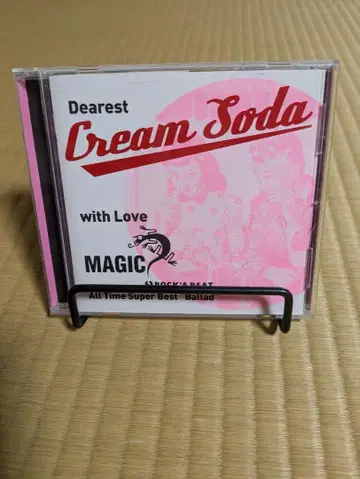 Dearest
Cream Soda
with Love
MAGIC
ROCK'A BEAT
All Time Super Best Ballad